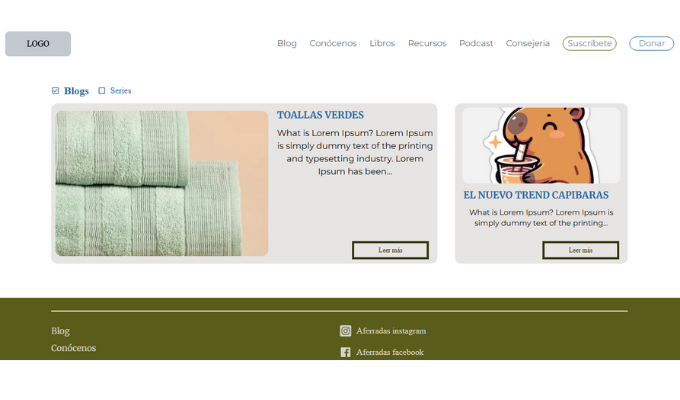 LOGO
Blog Conócenos Libros Recursos Podcast Consejeria Suscríbete Donar
Blogs Series
TOALLAS VERDES
What is Lorem Ipsum? Lorem Ipsum
is simply dummy text of the printing
and typesetting industry. Lorem
Ipsum has been...
Leer más
EL NUEVO TREND CAPIBARAS
What is Lorem Ipsum? Lorem Ipsum is
simply dummy text of the printing...
Leer más
Blog
Conócenos
Aferradas instagram
Aferradas facebook